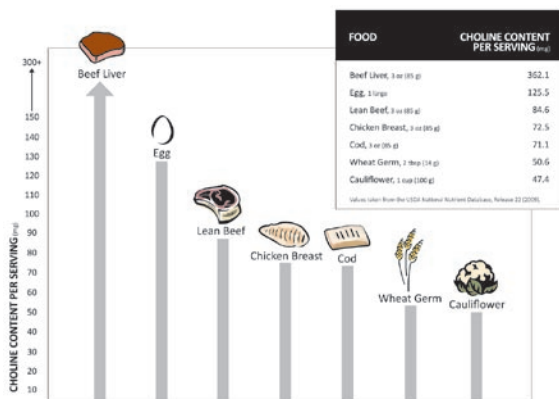 300+
150
140
130
120
110
100
90
80
70
60
50
40
30
20
10
CHOLINE CONTENT PER SERVING (mg)
Beef Liver
Egg
Lean Beef
Chicken Breast
Cod
Wheat Germ
Cauliflower
FOOD CHOLINE CONTENT
PER SERVING (mg)
Beef Liver, 3 oz (85 g) 362.1
Egg, 1 large 125.5
Lean Beef, 3 oz (85 g) 84.6
Chicken Breast, 3 oz (85 g) 72.5
Cod, 3 oz (85 g) 71.1
Wheat Germ, 2 tbsp (14 g) 50.6
Cauliflower, 1 cup (100 g) 47.4
Values taken from the USDA National Nutrient Database, Release 22 (2009).